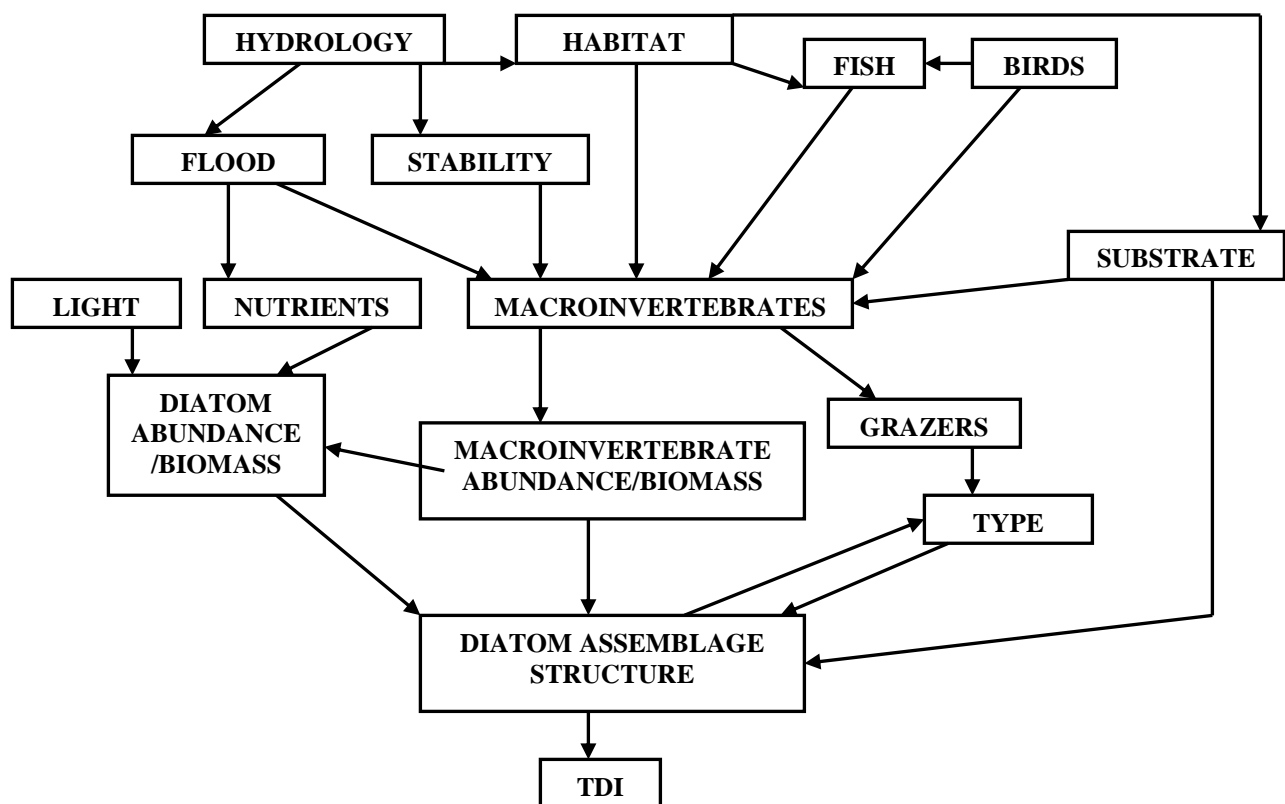 HYDROLOGY
HABITAT
FISH
BIRDS
FLOOD
STABILITY
SUBSTRATE
LIGHT
NUTRIENTS
MACROINVERTEBRATES
DIATOM
ABUNDANCE
/BIOMASS
MACROINVERTEBRATE
ABUNDANCE/BIOMASS
GRAZERS
TYPE
DIATOM ASSEMBLAGE
STRUCTURE
TDI